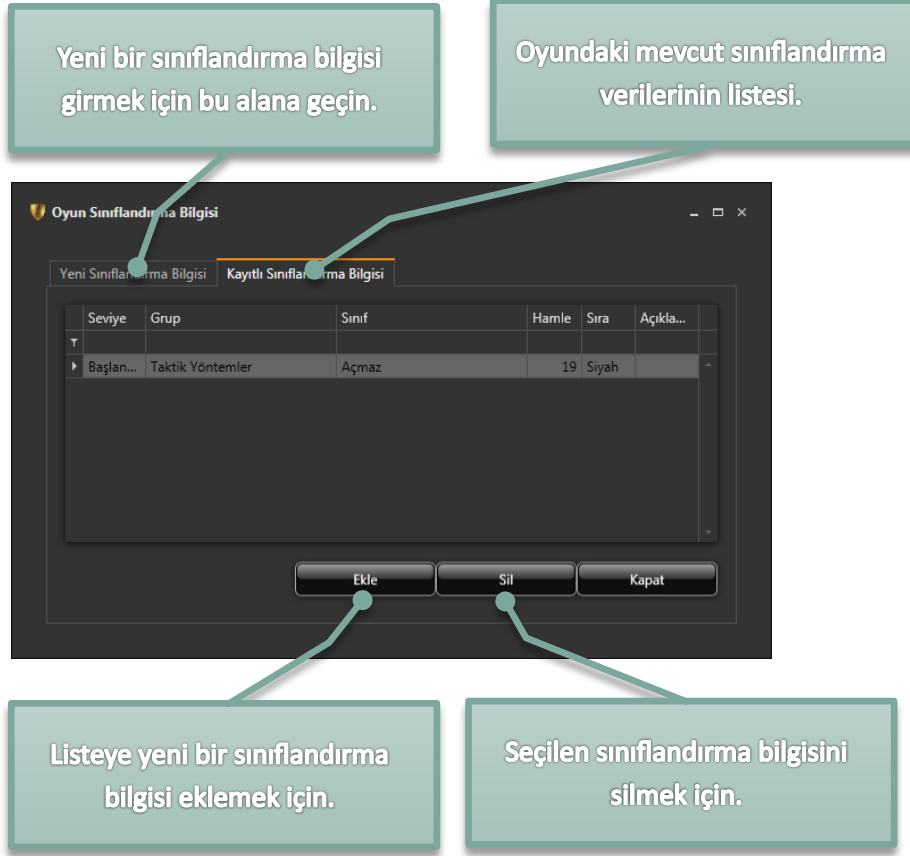 Yeni bir sınıflandırma bilgisi
girmek için bu alana geçin.
Oyundaki mevcut sınıflandırma
verilerinin listesi.
Oyun Sınıflandırma Bilgisi
Yeni Sınıflandırma Bilgisi Kayıtlı Sınıflandırma Bilgisi
Seviye Grup Sınıf Hamle Sıra Açıkla...
Başlan... Taktik Yöntemler Açmaz 19 Siyah
Ekle Sil Kapat
Listeye yeni bir sınıflandırma
bilgisi eklemek için.
Seçilen sınıflandırma bilgisini
silmek için.